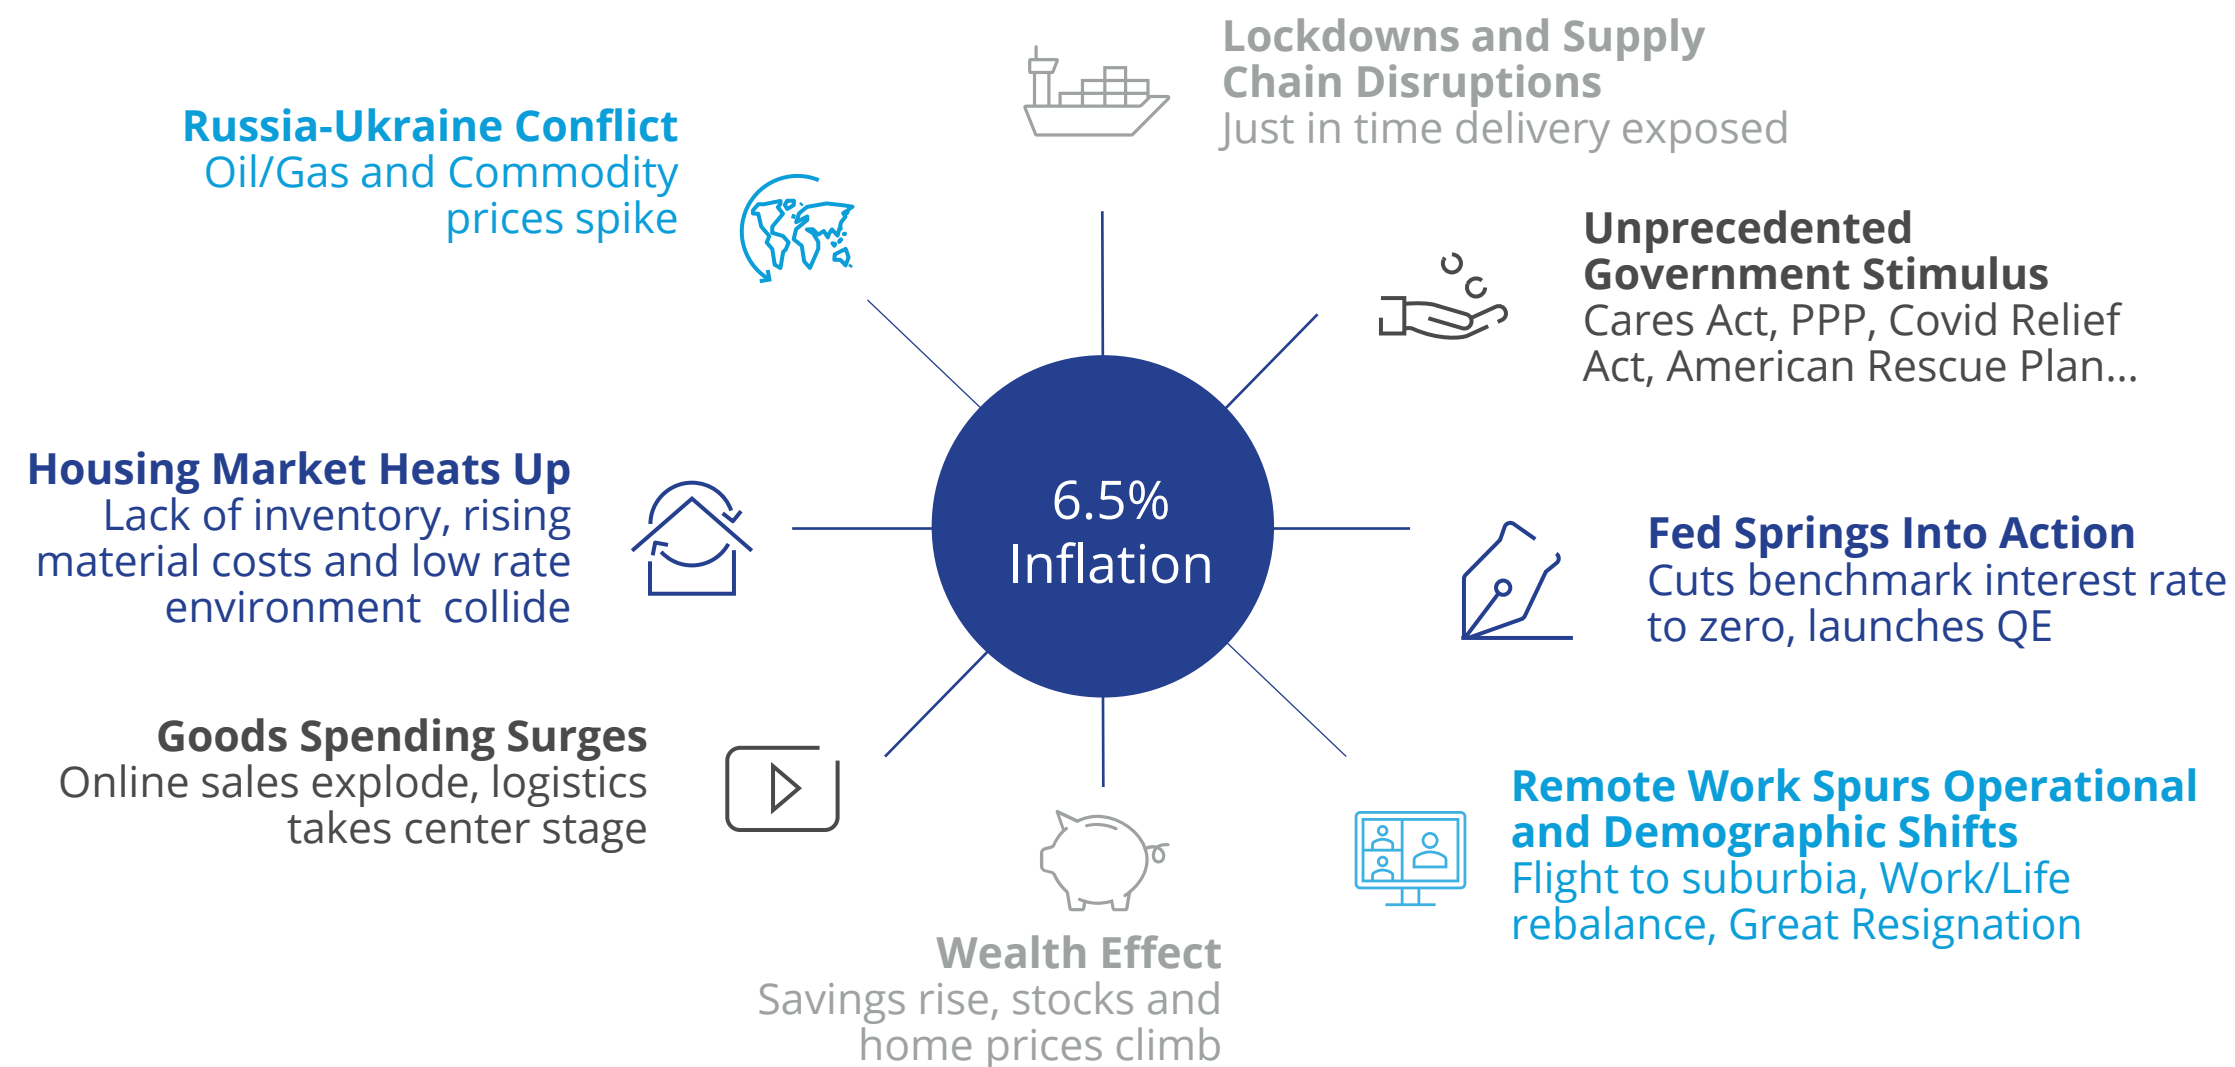 Lockdowns and Supply
Chain Disruptions
Just in time delivery exposed
Russia-Ukraine Conflict
Oil/Gas and Commodity
prices spike
Unprecedented
Government Stimulus
Cares Act, PPP, Covid Relief
Act, American Rescue Plan...
Housing Market Heats Up
Lack of inventory, rising
material costs and low rate
environment  collide
6.5%
Inflation
Fed Springs Into Action
Cuts benchmark interest rate
to zero, launches QE
Goods Spending Surges
Online sales explode, logistics
takes center stage
Remote Work Spurs Operational
and Demographic Shifts
Flight to suburbia, Work/Life
rebalance, Great Resignation
Wealth Effect
Savings rise, stocks and
home prices climb